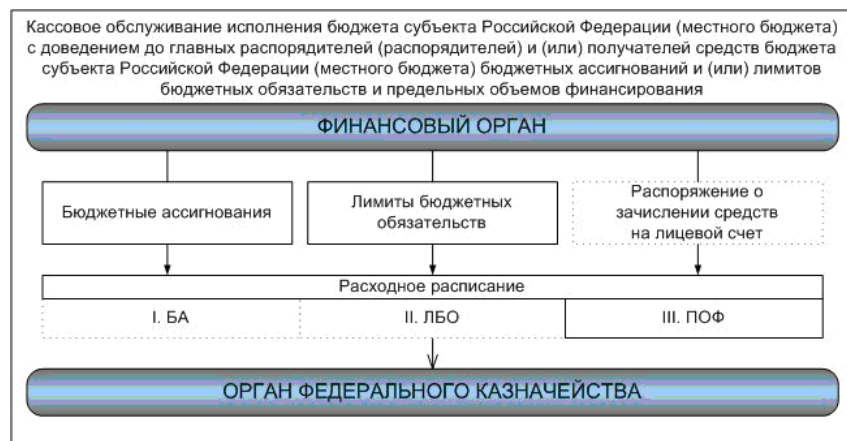 Кассовое обслуживание исполнения бюджета субъекта Российской Федерации (местного бюджета)
с доведением до главных распорядителей (распорядителей) и (или) получателей средств бюджета
субъекта Российской Федерации (местного бюджета) бюджетных ассигнований и (или) лимитов
бюджетных обязательств и предельных объемов финансирования
ФИНАНСОВЫЙ ОРГАН
Бюджетные ассигнования
Лимиты бюджетных
обязательств
Распоряжение о
зачислении средств
на лицевой счет
Расходное расписание
I. БА
II. ЛБО
III. ПОФ
ОРГАН ФЕДЕРАЛЬНОГО КАЗНАЧЕЙСТВА